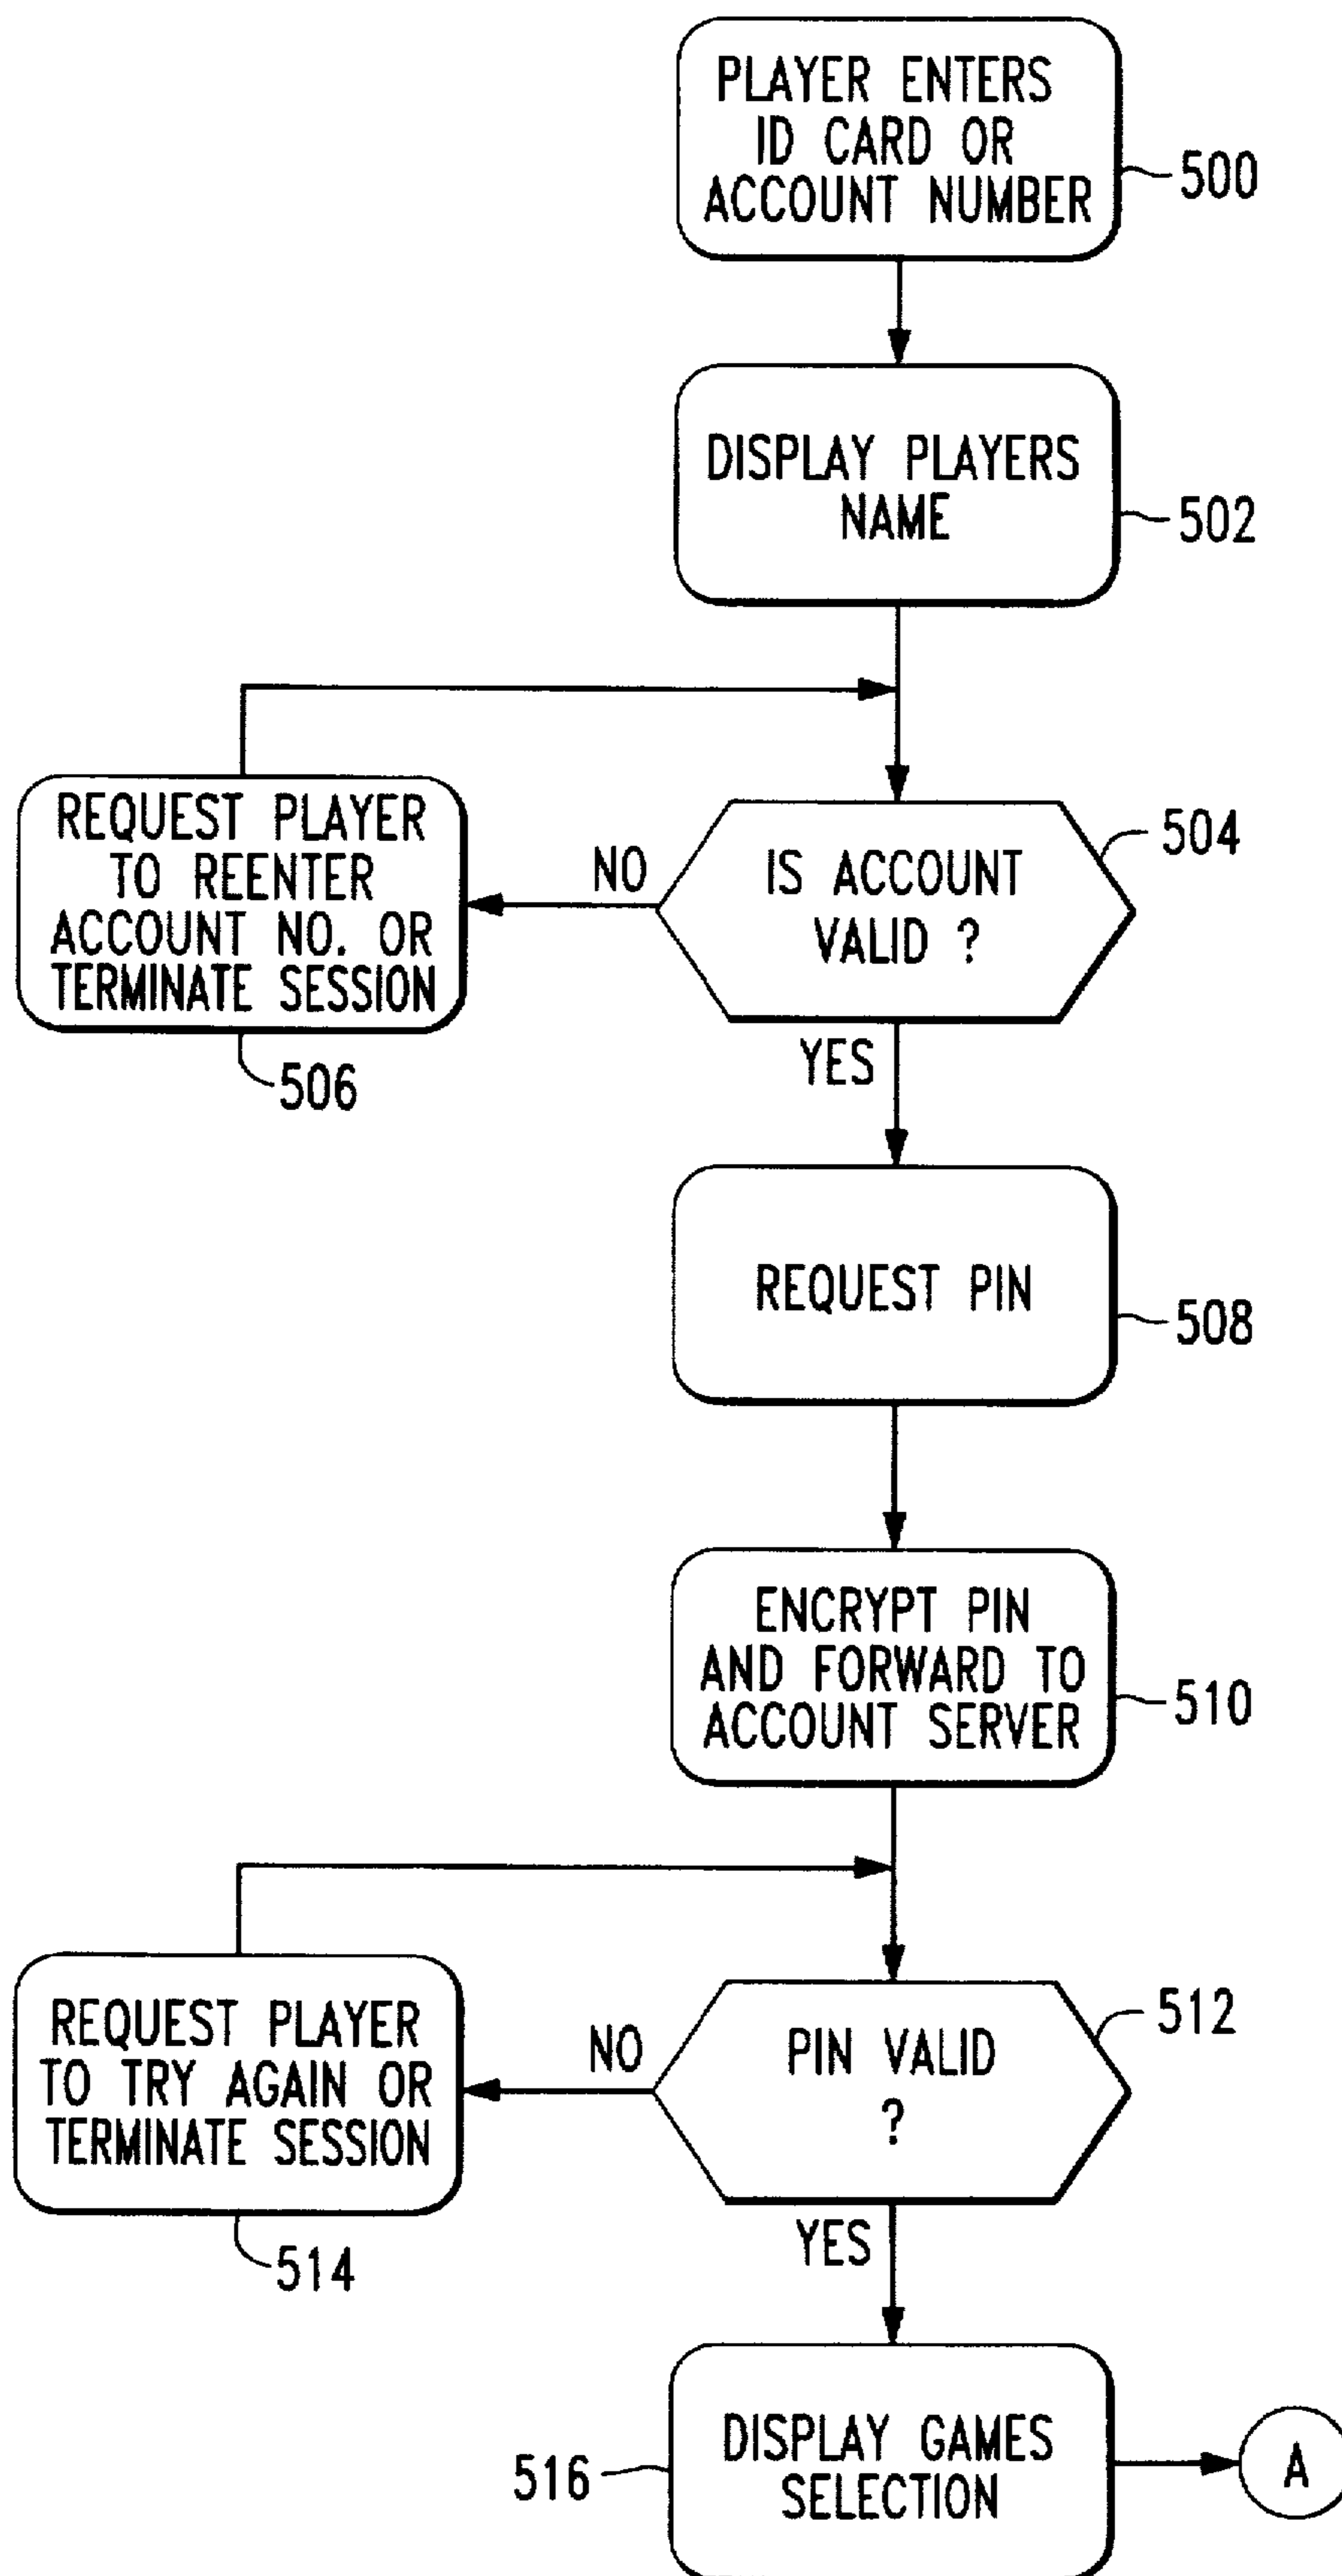 PLAYER ENTERS
ID CARD OR
ACCOUNT NUMBER
500
DISPLAY PLAYERS
NAME
502
IS ACCOUNT
VALID ?
504
NO
REQUEST PLAYER
TO REENTER
ACCOUNT NO. OR
TERMINATE SESSION
506
YES
REQUEST PIN
508
ENCRYPT PIN
AND FORWARD TO
ACCOUNT SERVER
510
PIN VALID
?
512
NO
REQUEST PLAYER
TO TRY AGAIN OR
TERMINATE SESSION
514
YES
DISPLAY GAMES
SELECTION
516
A